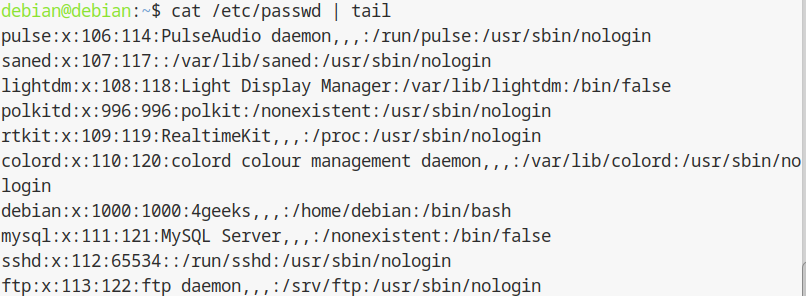 debian@debian:~$ cat /etc/passwd | tail
pulse:x:106:114:PulseAudio daemon,,,:/run/pulse:/usr/sbin/nologin
saned:x:107:117::/var/lib/saned:/usr/sbin/nologin
lightdm:x:108:118:Light Display Manager:/var/lib/lightdm:/bin/false
polkitd:x:996:996:polkit:/nonexistent:/usr/sbin/nologin
rtkit:x:109:119:RealtimeKit,,,:/proc:/usr/sbin/nologin
colord:x:110:120:colord colour management daemon,,,:/var/lib/colord:/usr/sbin/no
login
debian:x:1000:1000:4geeks,,,:/home/debian:/bin/bash
mysql:x:111:121:MySQL Server,,,:/nonexistent:/bin/false
sshd:x:112:65534::/run/sshd:/usr/sbin/nologin
ftp:x:113:122:ftp daemon,,,:/srv/ftp:/usr/sbin/nologin